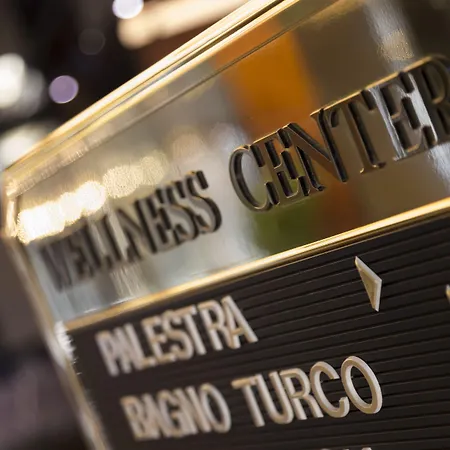 WELLNESS CENTER
PALESTRA
BAGNO TURCO